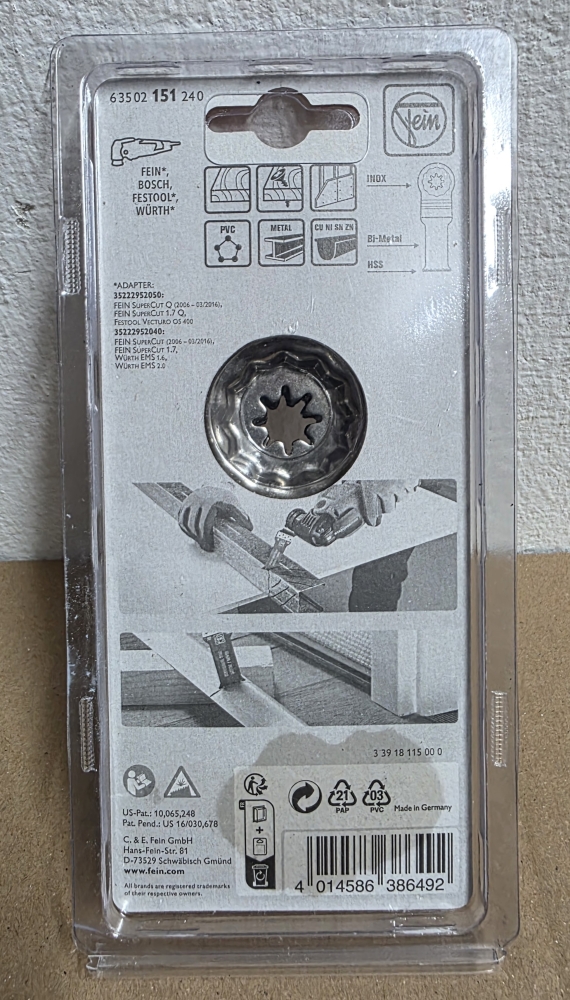 63502 151 240
Fein
FEIN*,
BOSCH,
FESTOOL*,
WÜRTH*
INOX
PVC
METAL
CU NI SN ZN
Bi-Metal
HSS
*ADAPTER:
35222952050:
FEIN SUPERCUT Q (2006 – 03/2016),
FEIN SUPERCUT 1.7 Q,
FESTOOL VECTURO OS 400
35222952040:
FEIN SUPERCUT (2006 – 03/2016),
FEIN SUPERCUT 1.7,
WÜRTH EMS 1.6,
WÜRTH EMS 2.0
3 39 18 115 00 0
21
PAP
03
PVC
Made in Germany
US-Pat.: 10,065,248
Pat. Pend.: US 16/030,678
C. & E. Fein GmbH
Hans-Fein-Str. 81
D-73529 Schwäbisch Gmünd
www.fein.com
All brands are registered trademarks
of their respective owners.
4 014586 386492